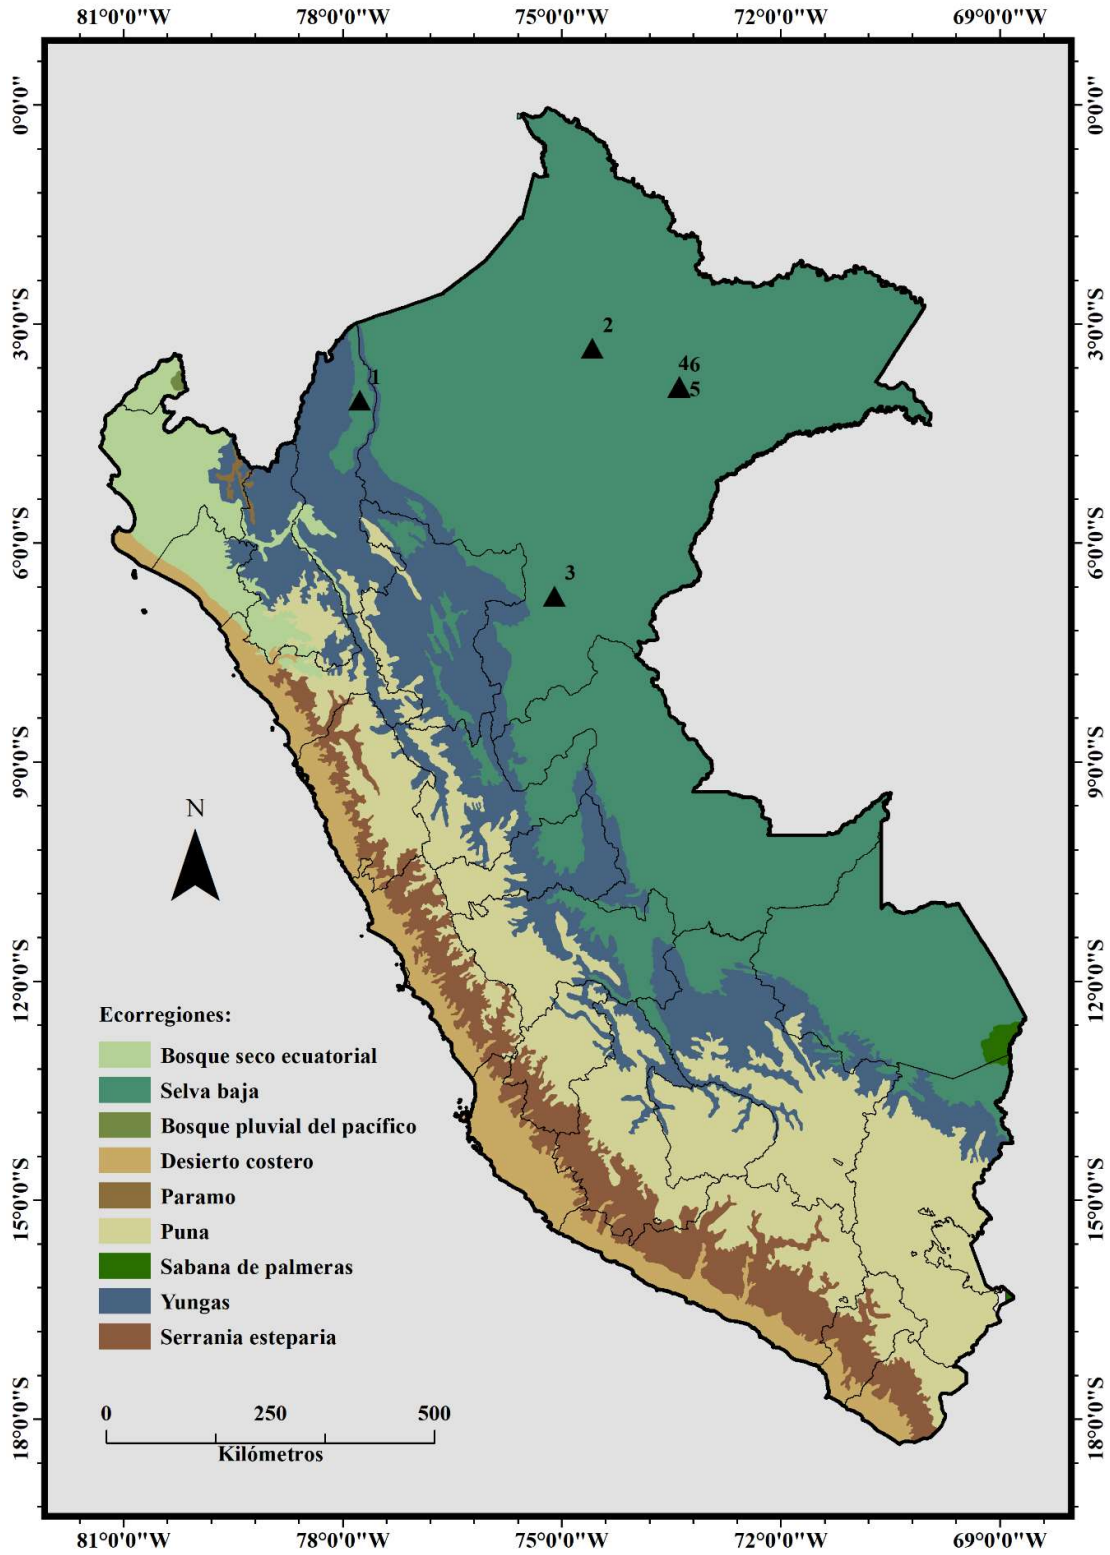 81°0'0"W 78°0'0"W 75°0'0"W 72°0'0"W 69°0'0"W
0°0'0" 0°0'0"
3°0'0"S 3°0'0"S
2
46
5
1
6°0'0"S 6°0'0"S
3
9°0'0"S 9°0'0"S
N
12°0'0"S 12°0'0"S
Ecorregiones:
Bosque seco ecuatorial
Selva baja
Bosque pluvial del pacífico
Desierto costero
Paramo
Puna
Sabana de palmeras
Yungas
Serrania esteparia
15°0'0"S 15°0'0"S
18°0'0"S 18°0'0"S
0 250 500
Kilómetros
81°0'0"W 78°0'0"W 75°0'0"W 72°0'0"W 69°0'0"W